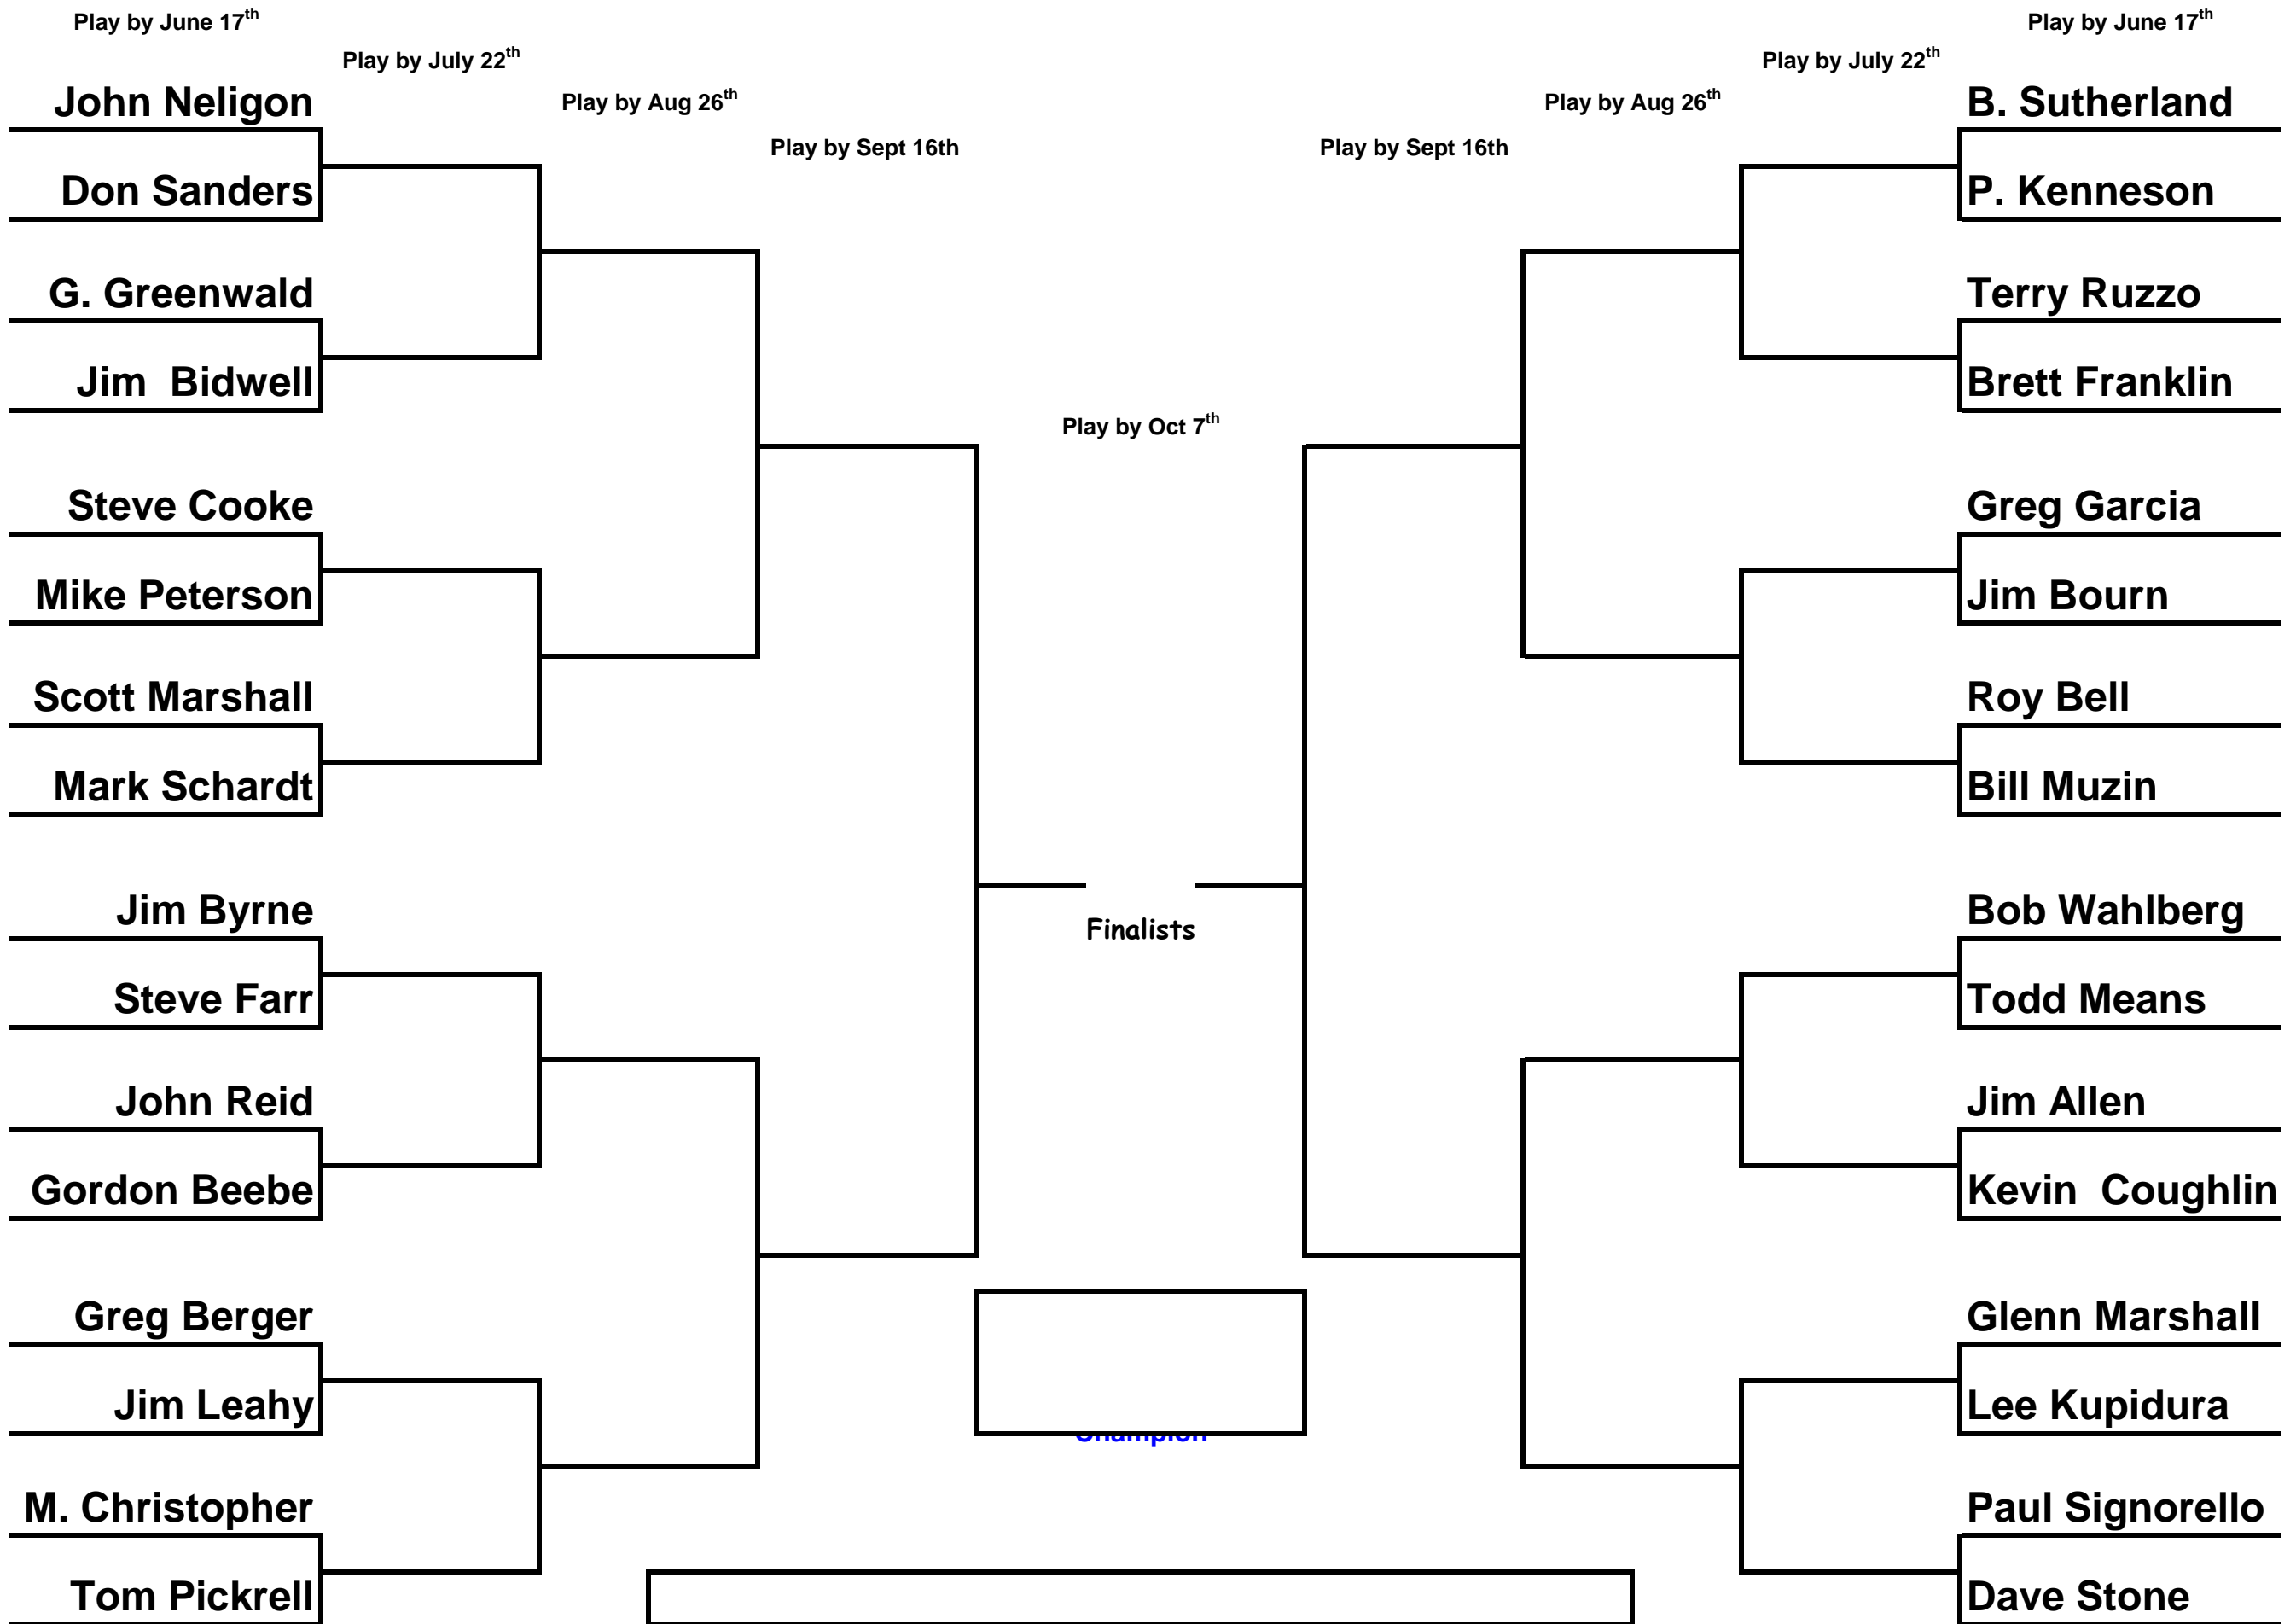 Play by June 17th
Play by June 17th
Play by July 22th
Play by July 22th
John Neligon
Play by Aug 26th
Play by Aug 26th
B. Sutherland
Play by Sept 16th
Play by Sept 16th
Don Sanders
P. Kenneson
G. Greenwald
Terry Ruzzo
Jim  Bidwell
Brett Franklin
Play by Oct 7th
Steve Cooke
Greg Garcia
Mike Peterson
Jim Bourn
Scott Marshall
Roy Bell
Mark Schardt
Bill Muzin
Jim Byrne
Finalists
Bob Wahlberg
Steve Farr
Todd Means
John Reid
Jim Allen
Gordon Beebe
Kevin  Coughlin
Greg Berger
Glenn Marshall
Jim Leahy
Lee Kupidura
Champion
M. Christopher
Paul Signorello
Tom Pickrell
Dave Stone